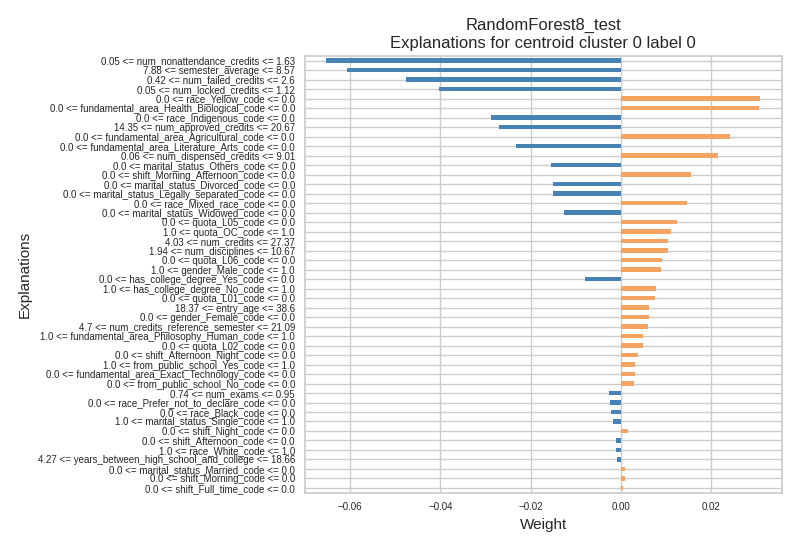 RandomForest8_test
Explanations for centroid cluster 0 label 0
0.05 <= num_nonattendance_credits <= 1.63
7.88 <= semester_average <= 8.57
0.42 <= num_failed_credits <= 2.6
0.05 <= num_locked_credits <= 1.12
0.0 <= race_Yellow_code <= 0.0
0.0 <= fundamental_area_Health_Biological_code <= 0.0
0.0 <= race_Indigenous_code <= 0.0
14.35 <= num_approved_credits <= 20.67
0.0 <= fundamental_area_Agricultural_code <= 0.0
0.0 <= fundamental_area_Literature_Arts_code <= 0.0
0.06 <= num_dispensed_credits <= 9.01
0.0 <= marital_status_Others_code <= 0.0
0.0 <= shift_Morning_Afternoon_code <= 0.0
0.0 <= marital_status_Divorced_code <= 0.0
0.0 <= marital_status_Legally_separated_code <= 0.0
0.0 <= race_Mixed_race_code <= 0.0
0.0 <= marital_status_Widowed_code <= 0.0
0.0 <= quota_L05_code <= 0.0
1.0 <= quota_OC_code <= 1.0
4.03 <= num_credits <= 27.37
1.94 <= num_disciplines <= 10.67
0.0 <= quota_L06_code <= 0.0
1.0 <= gender_Male_code <= 1.0
0.0 <= has_college_degree_Yes_code <= 0.0
1.0 <= has_college_degree_No_code <= 1.0
0.0 <= quota_L01_code <= 0.0
18.37 <= entry_age <= 38.6
0.0 <= gender_Female_code <= 0.0
4.7 <= num_credits_reference_semester <= 21.09
1.0 <= fundamental_area_Philosophy_Human_code <= 1.0
0.0 <= quota_L02_code <= 0.0
0.0 <= shift_Afternoon_Night_code <= 0.0
1.0 <= from_public_school_Yes_code <= 1.0
0.0 <= fundamental_area_Exact_Technology_code <= 0.0
0.0 <= from_public_school_No_code <= 0.0
0.74 <= num_exams <= 0.95
0.0 <= race_Prefer_not_to_declare_code <= 0.0
0.0 <= race_Black_code <= 0.0
1.0 <= marital_status_Single_code <= 1.0
0.0 <= shift_Night_code <= 0.0
0.0 <= shift_Afternoon_code <= 0.0
1.0 <= race_White_code <= 1.0
4.27 <= years_between_high_school_and_college <= 18.66
0.0 <= marital_status_Married_code <= 0.0
0.0 <= shift_Morning_code <= 0.0
0.0 <= shift_Full_time_code <= 0.0
Explanations
−0.06 −0.04 −0.02 0.00 0.02
Weight